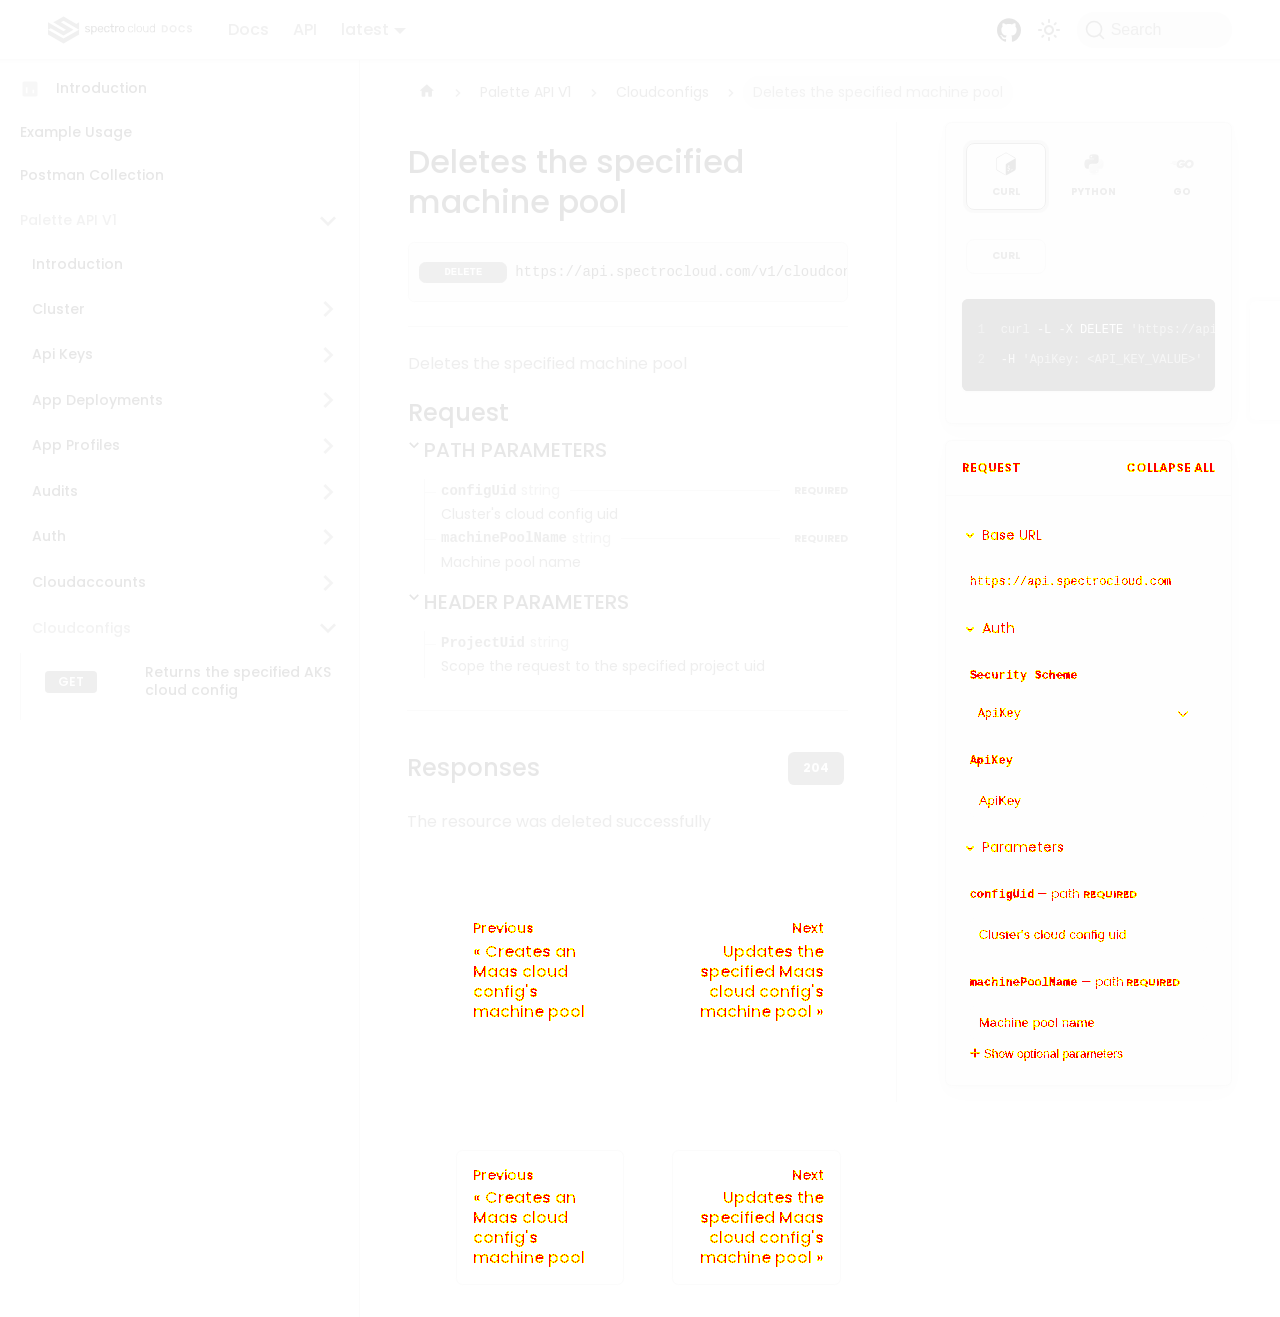 spectro cloud DOCS
Docs API latest
Search
Introduction
Example Usage
Postman Collection
Palette API V1
Introduction
Cluster
Api Keys
App Deployments
App Profiles
Audits
Auth
Cloudaccounts
Cloudconfigs
GET Returns the specified AKS
cloud config
Palette API V1 Cloudconfigs Deletes the specified machine pool
Deletes the specified
machine pool
DELETE https://api.spectrocloud.com/v1/cloudcon
Deletes the specified machine pool
Request
PATH PARAMETERS
configUid string REQUIRED
Cluster's cloud config uid
machinePoolName string REQUIRED
Machine pool name
HEADER PARAMETERS
ProjectUid string
Scope the request to the specified project uid
Responses
204
The resource was deleted successfully
Previous
« Creates an
Maas cloud
config's
machine pool
Next
Updates the
specified Maas
cloud config's
machine pool »
Previous
« Creates an
Maas cloud
config's
machine pool
Next
Updates the
specified Maas
cloud config's
machine pool »
CURL PYTHON GO
CURL
1 curl -L -X DELETE 'https://api
2 -H 'ApiKey: <API_KEY_VALUE>'
REQUEST COLLAPSE ALL
Base URL
https://api.spectrocloud.com
Auth
Security Scheme
ApiKey
ApiKey
ApiKey
Parameters
configUid — path REQUIRED
Cluster's cloud config uid
machinePoolName — path REQUIRED
Machine pool name
Show optional parameters